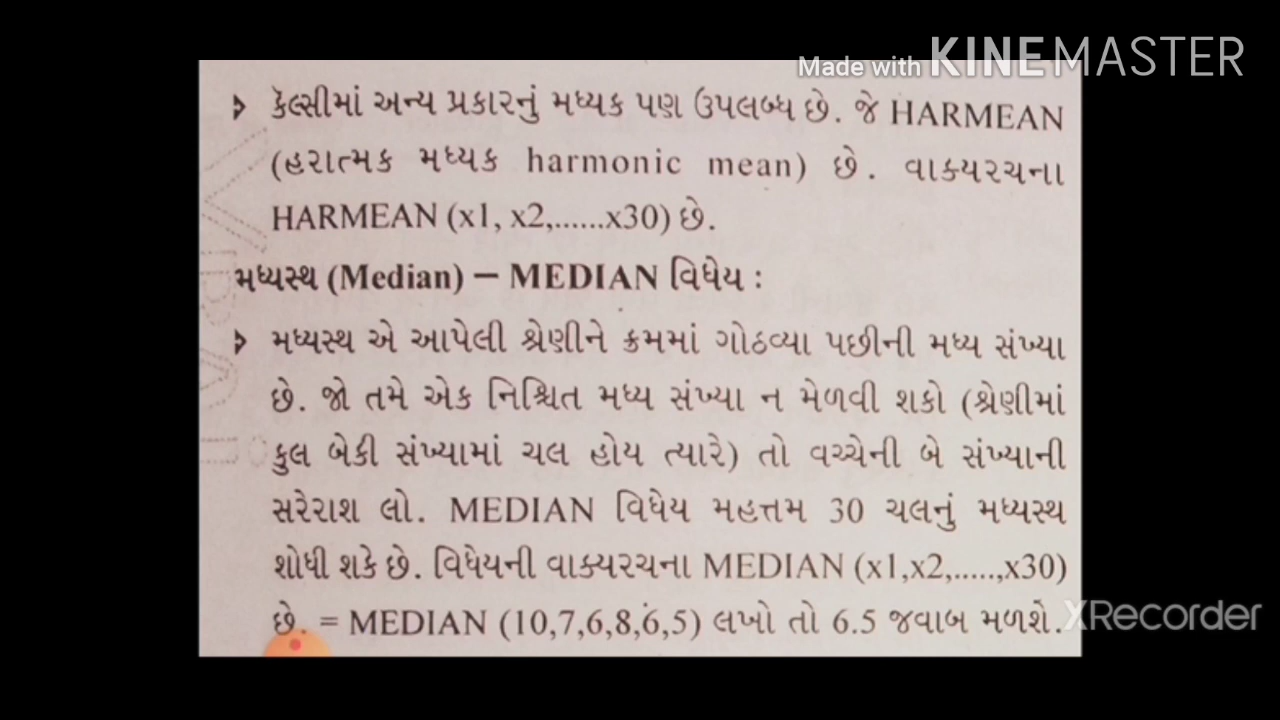 Made with KINEMASTER
કેલ્સીમાં અન્ય પ્રકારનું મધ્યક પણ ઉપલબ્ધ છે. જે HARMEAN
(હરાત્મક મધ્યક harmonic mean) છે. વાક્યરચના
HARMEAN (x1, x2,......x30) છે.
મધ્યસ્થ (Median) – MEDIAN વિધેય :
મધ્યસ્થ એ આપેલી શ્રેણીને ક્રમમાં ગોઠવ્યા પછીની મધ્ય સંખ્યા
છે. જો તમે એક નિશ્ચિત મધ્ય સંખ્યા ન મેળવી શકો (શ્રેણીમાં
કુલ બેકી સંખ્યામાં ચલ હોય ત્યારે) તો વચ્ચેની બે સંખ્યાની
સરેરાશ લો. MEDIAN વિધેય મહત્તમ 30 ચલનું મધ્યસ્થ
શોધી શકે છે. વિધેયની વાક્યરચના MEDIAN (x1,x2,.....,x30)
છે. = MEDIAN (10,7,6,8,6,5) લખો તો 6.5 જવાબ મળશે.
XRecorder